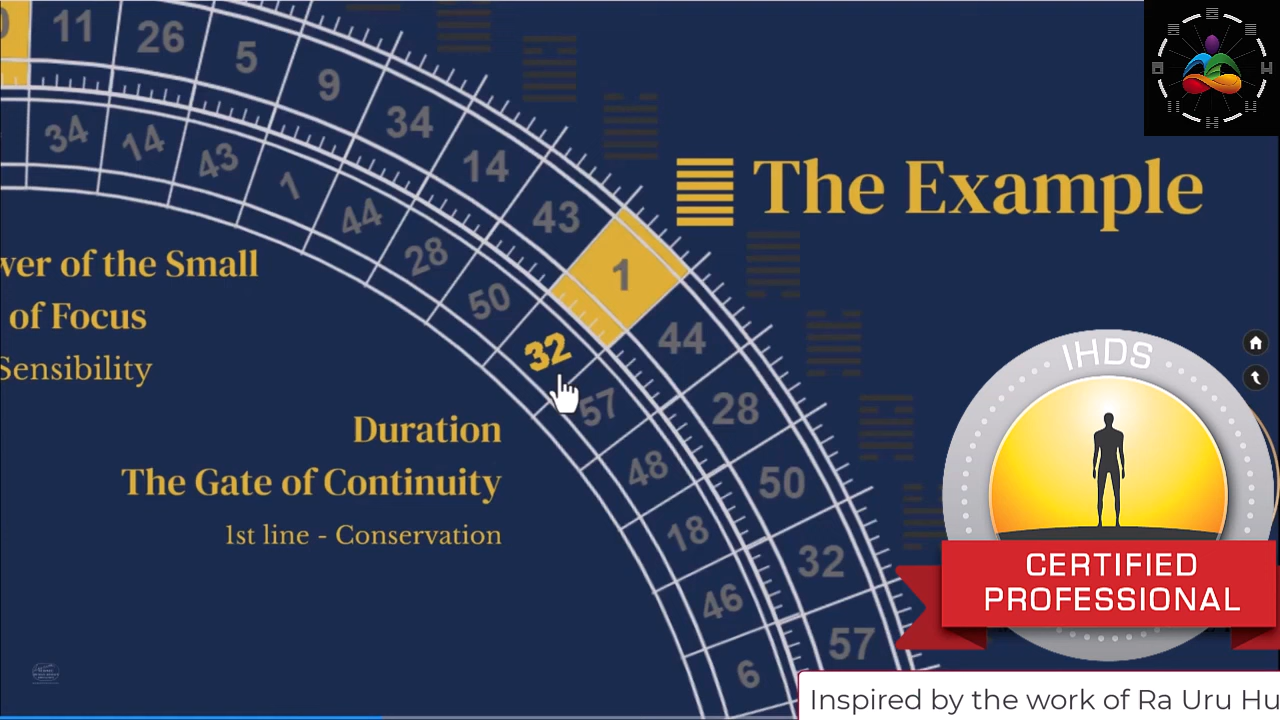 11 26 5 9 34 14 43 1 44 28 50 32 57
34 14 43 1 44 28 50 32 57 48 18 46 6
The Example
wer of the Small
of Focus
Sensibility
Duration
The Gate of Continuity
1st line - Conservation
IHDS
CERTIFIED
PROFESSIONAL
Inspired by the work of Ra Uru Hu